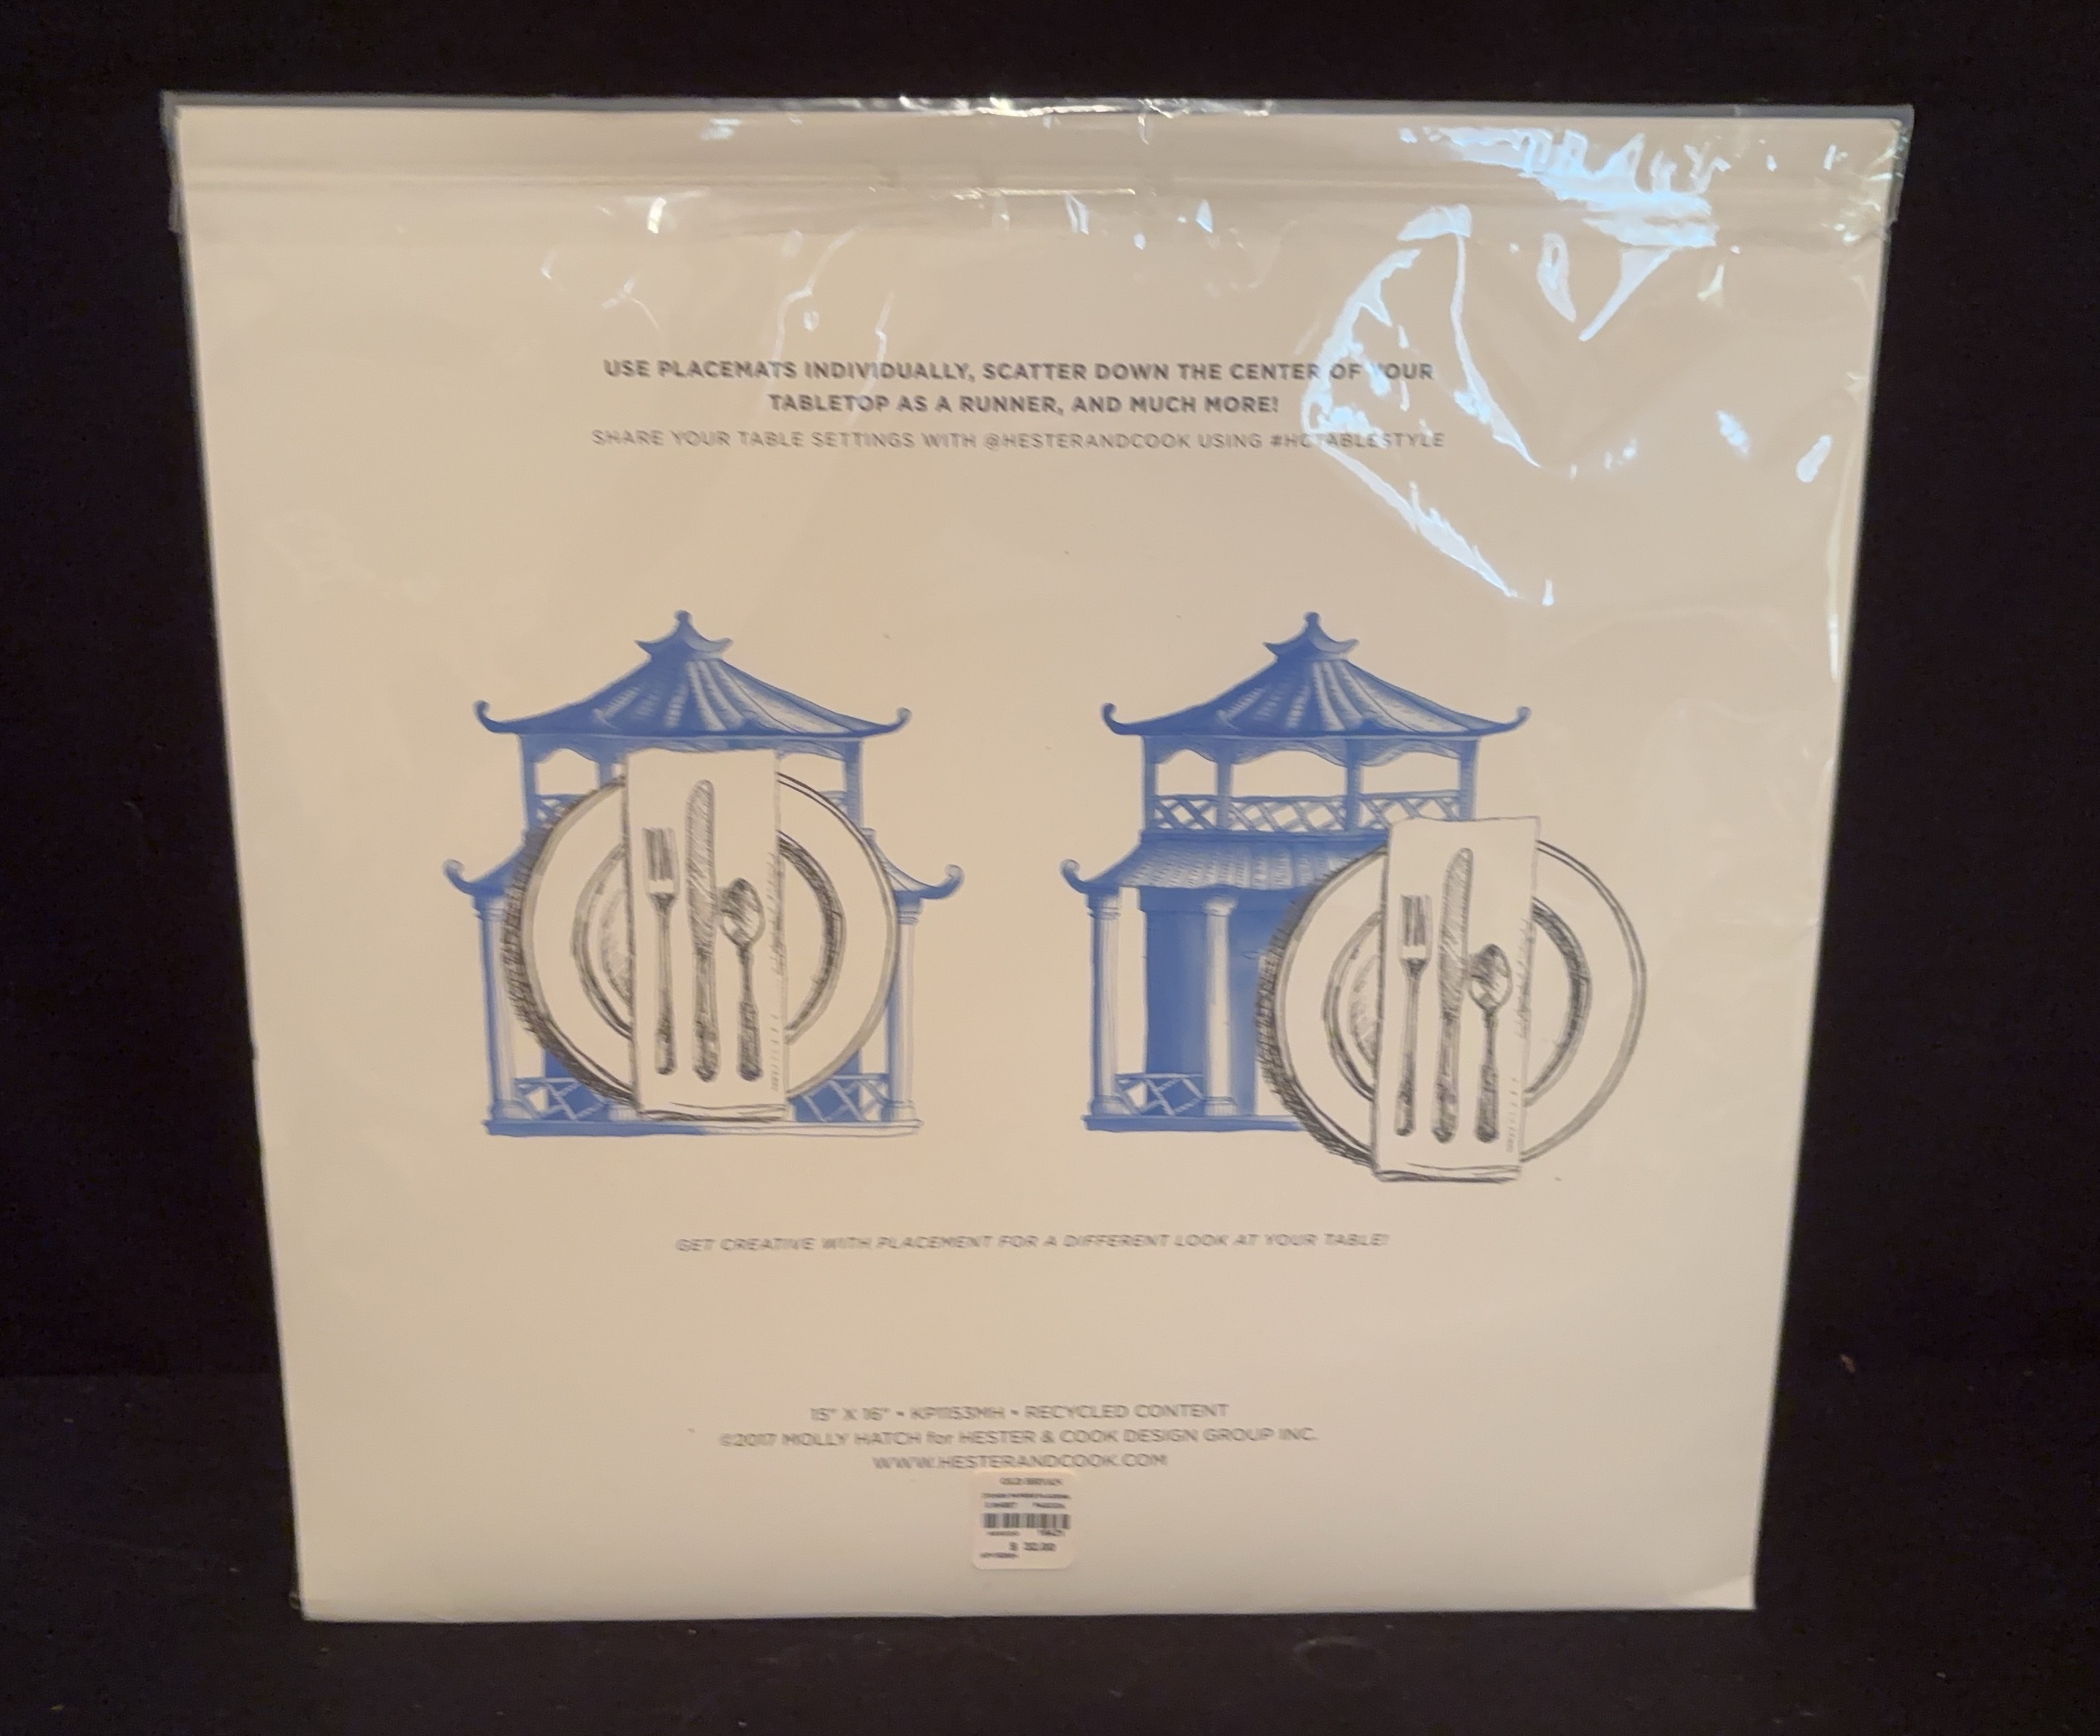 USE PLACEMATS INDIVIDUALLY, SCATTER DOWN THE CENTER OF YOUR
TABLETOP AS A RUNNER, AND MUCH MORE!
SHARE YOUR TABLE SETTINGS WITH @HESTERANDCOOK USING #HCTABLESTYLE
GET CREATIVE WITH PLACEMENT FOR A DIFFERENT LOOK AT YOUR TABLE!
15" X 16" • KP1153MH • RECYCLED CONTENT
©2017 MOLLY HATCH for HESTER & COOK DESIGN GROUP INC.
WWW.HESTERANDCOOK.COM
$ 32.00